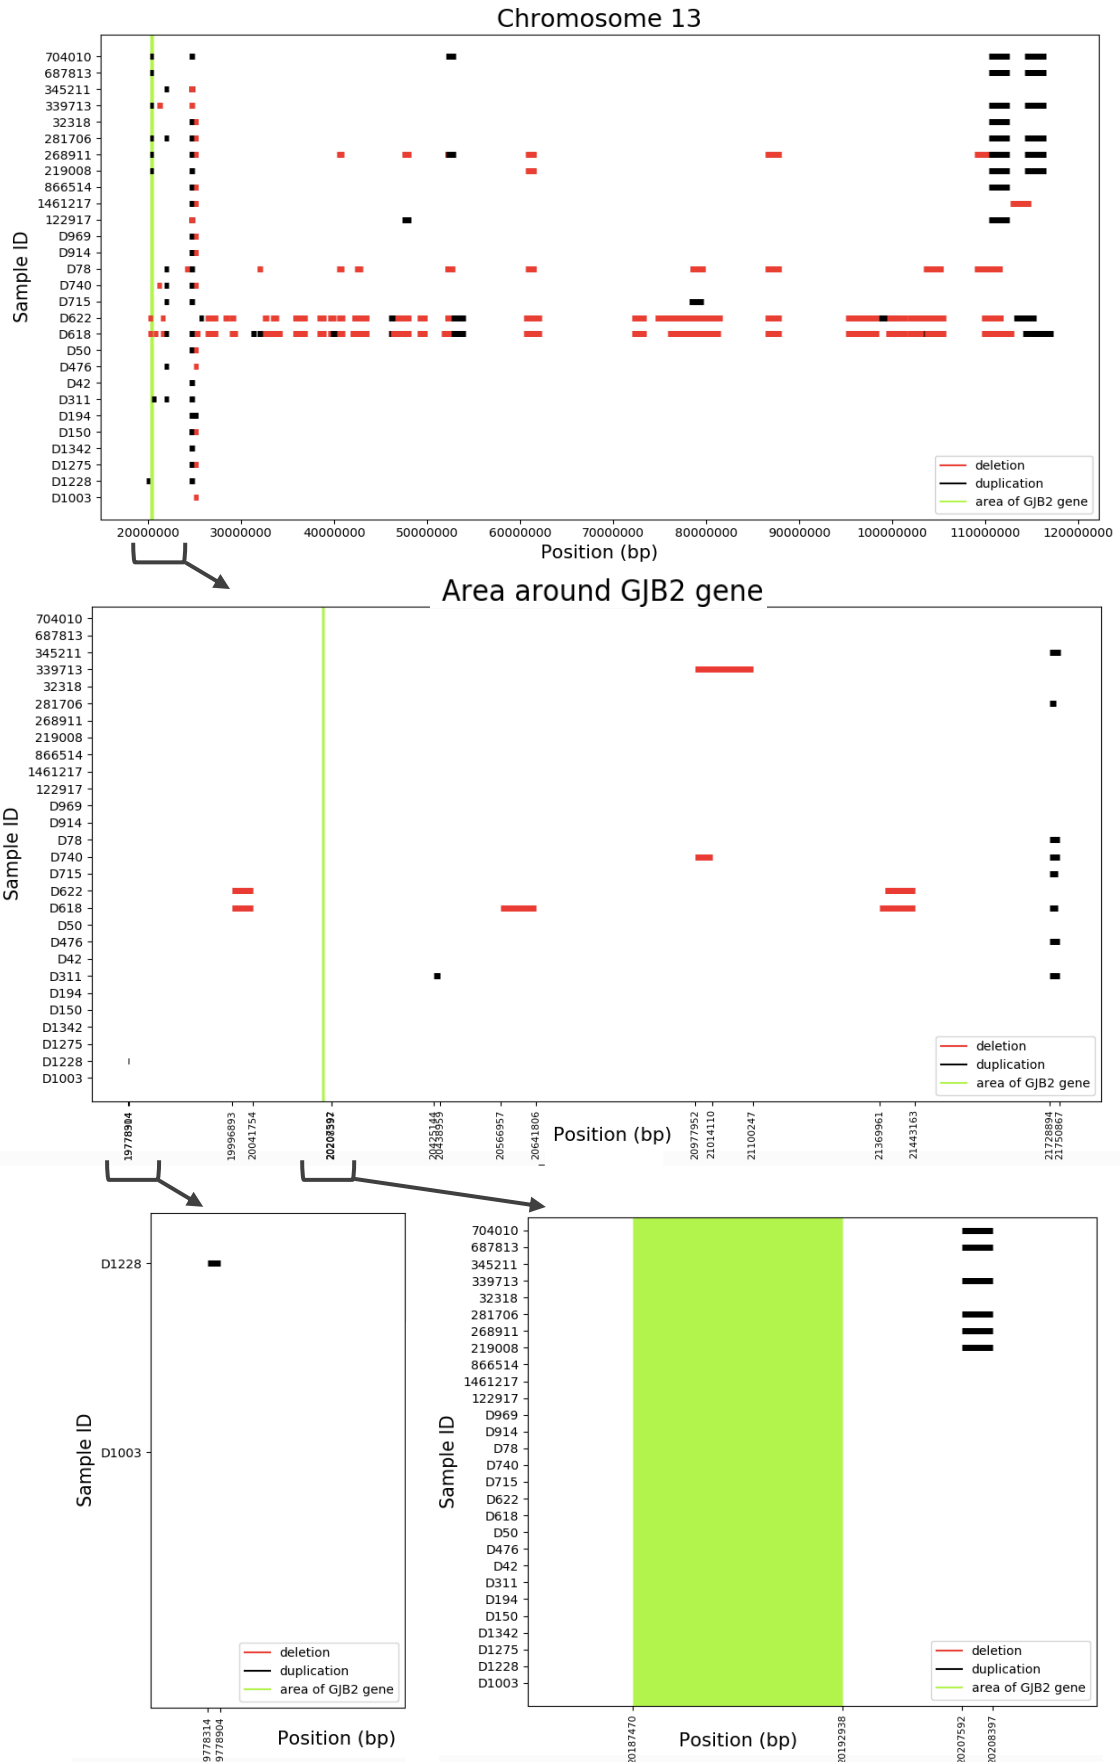 Chromosome 13
704010
687813
345211
339713
32318
281706
268911
219008
866514
1461217
122917
D969
D914
D78
D740
D715
D622
D618
D50
D476
D42
D311
D194
D150
D1342
D1275
D1228
D1003
Sample ID
deletion
duplication
area of GJB2 gene
20000000 30000000 40000000 50000000 60000000 70000000 80000000 90000000 100000000 110000000 120000000
Position (bp)
Area around GJB2 gene
704010
687813
345211
339713
32318
281706
268911
219008
866514
1461217
122917
D969
D914
D78
D740
D715
D622
D618
D50
D476
D42
D311
D194
D150
D1342
D1275
D1228
D1003
Sample ID
deletion
duplication
area of GJB2 gene
19996893 20041754 20566957 20641806 20977952 21014110 21100247 21369961 21443163 21728894 21750867
Position (bp)
D1228
D1003
Sample ID
deletion
duplication
area of GJB2 gene
9778314 9778904
Position (bp)
704010
687813
345211
339713
32318
281706
268911
219008
866514
1461217
122917
D969
D914
D78
D740
D715
D622
D618
D50
D476
D42
D311
D194
D150
D1342
D1275
D1228
D1003
Sample ID
deletion
duplication
area of GJB2 gene
20187470 20192938 20207592 20208397
Position (bp)